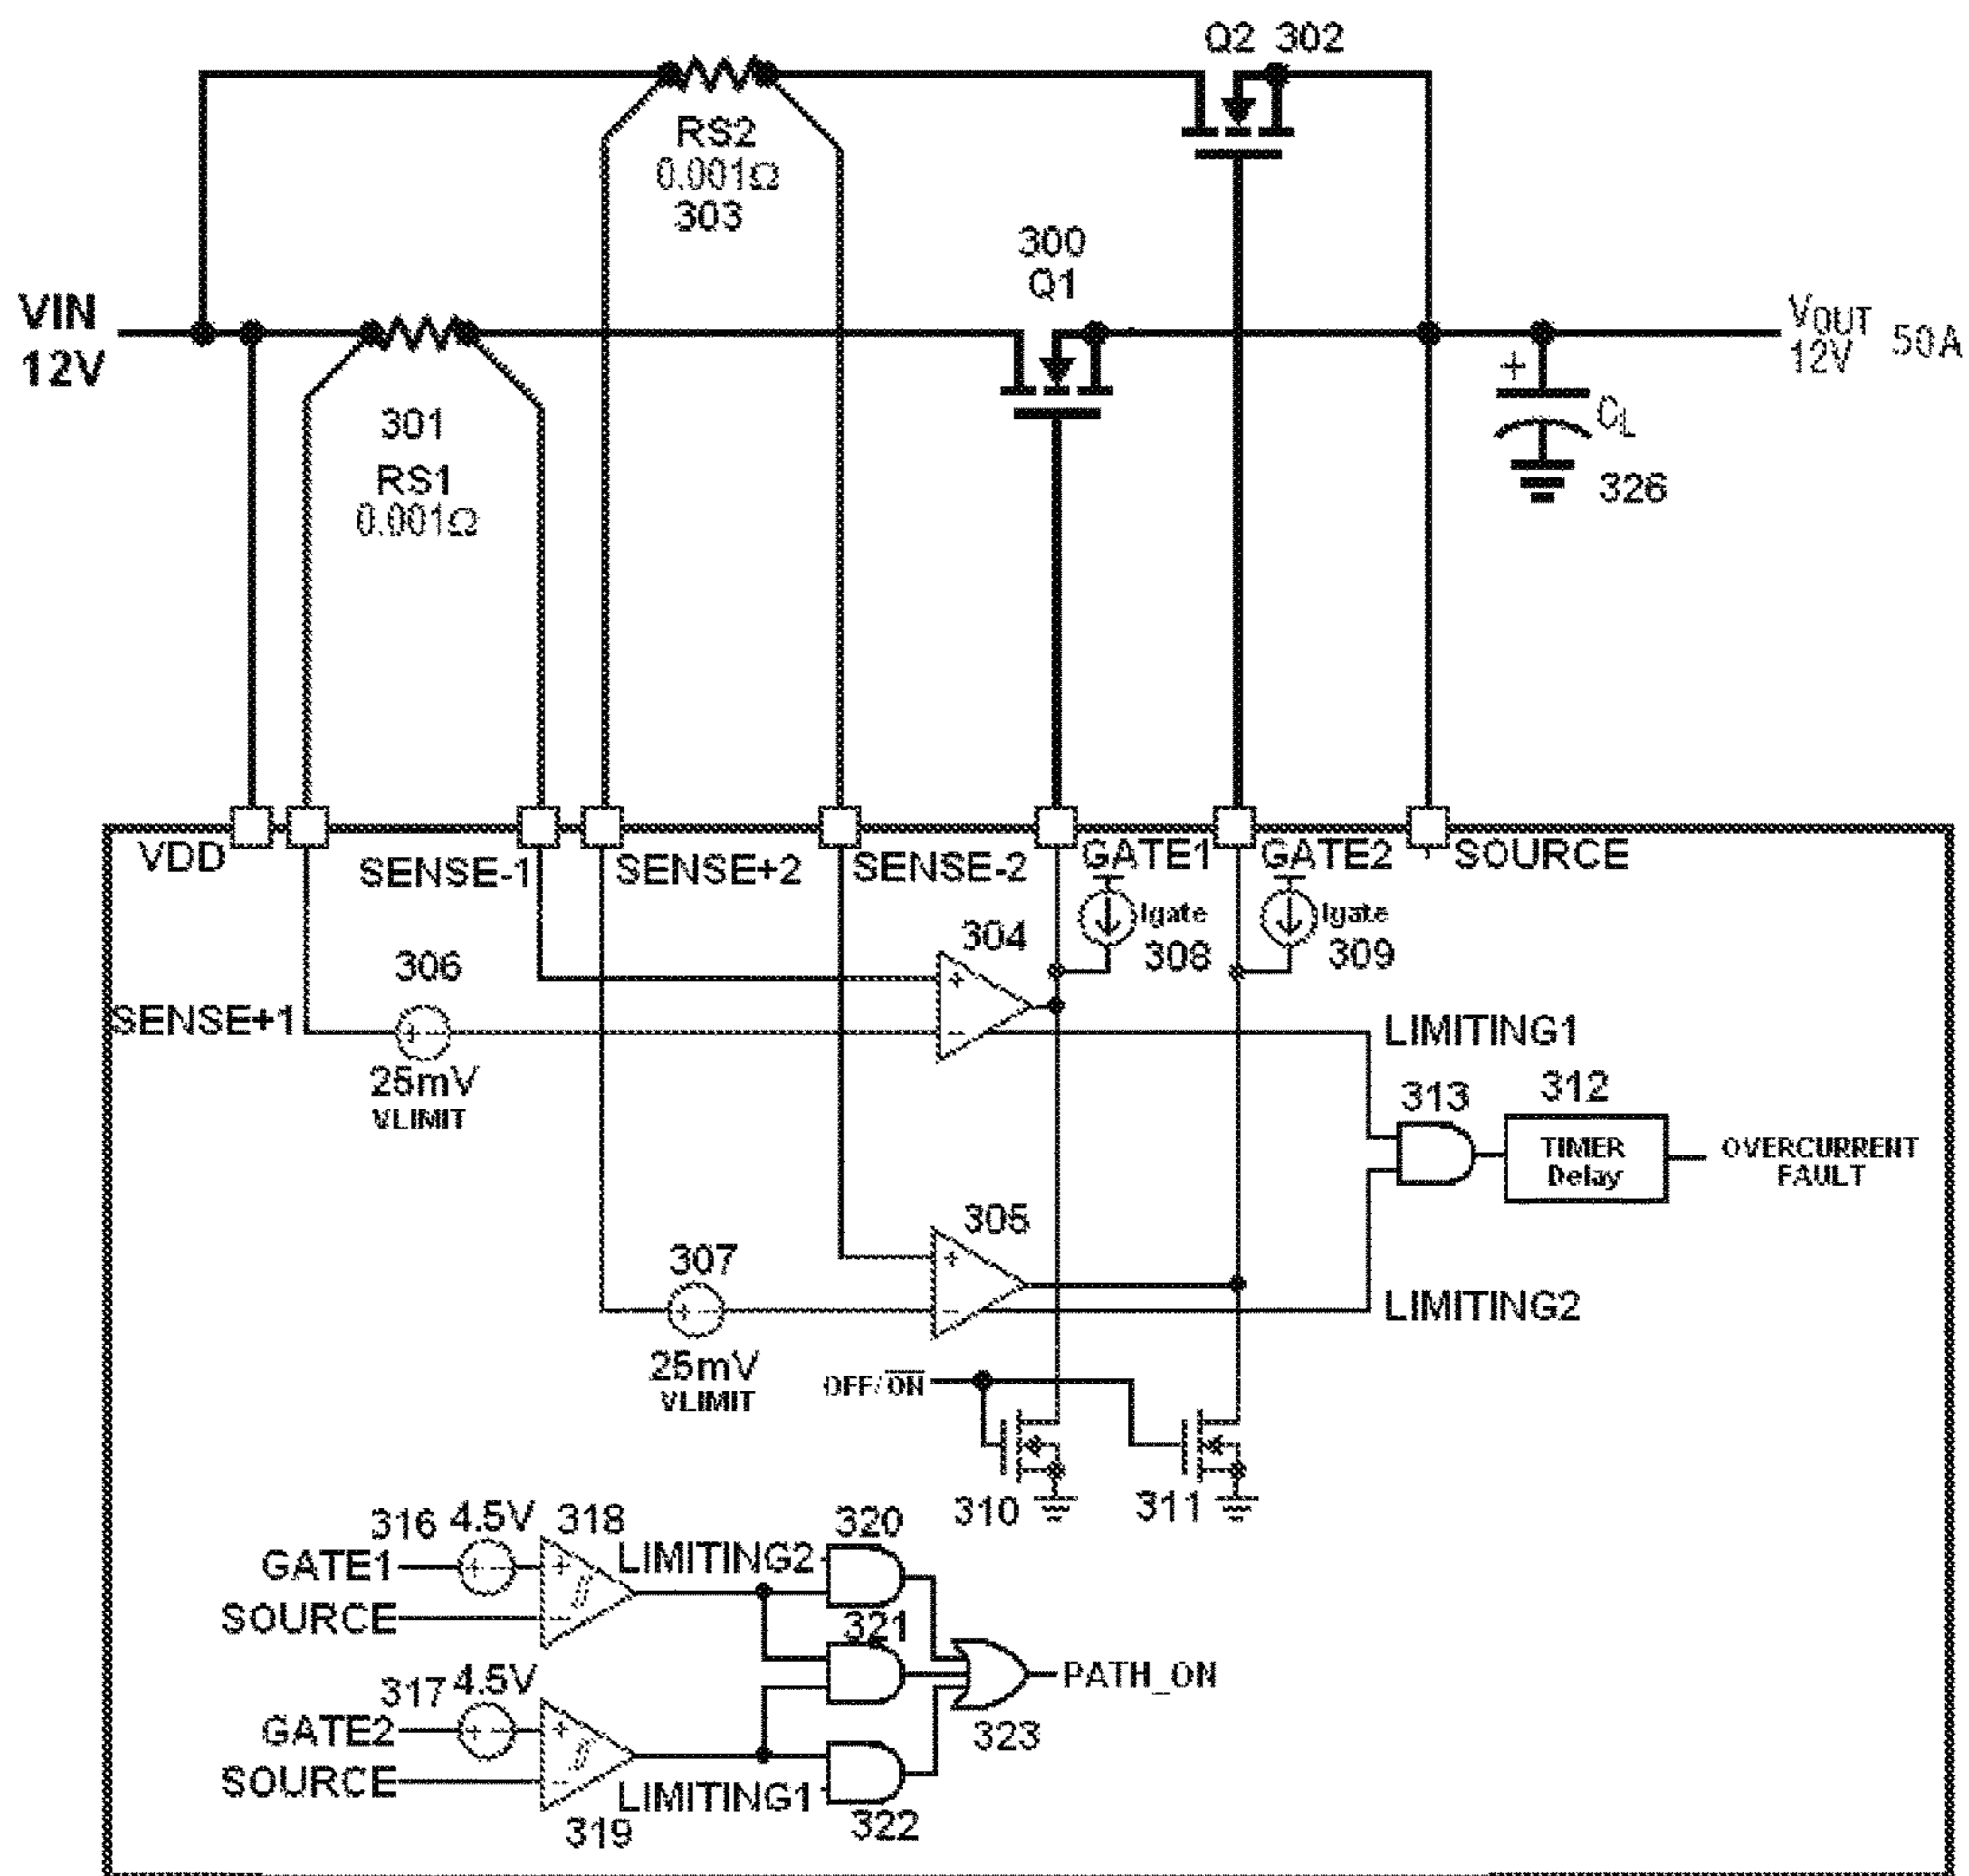 Q2 302
RS2
0.001Ω
303
300
Q1
VIN
12V
VOUT
12V
50A
+
CL
326
301
RS1
0.001Ω
VDD
SENSE-1
SENSE+2
SENSE-2
GATE1
GATE2
SOURCE
Igate
308
Igate
309
304
306
SENSE+1
+
-
+ -
25mV
VLIMIT
LIMITING1
313
312
TIMER
Delay
OVERCURRENT
FAULT
305
307
+
-
+ -
25mV
VLIMIT
LIMITING2
OFF/ON
310
311
316
4.5V
318
GATE1
+ -
+
SOURCE
-
LIMITING2
320
321
317
4.5V
GATE2
+ -
+
SOURCE
-
319
LIMITING1
322
323
PATH_ON